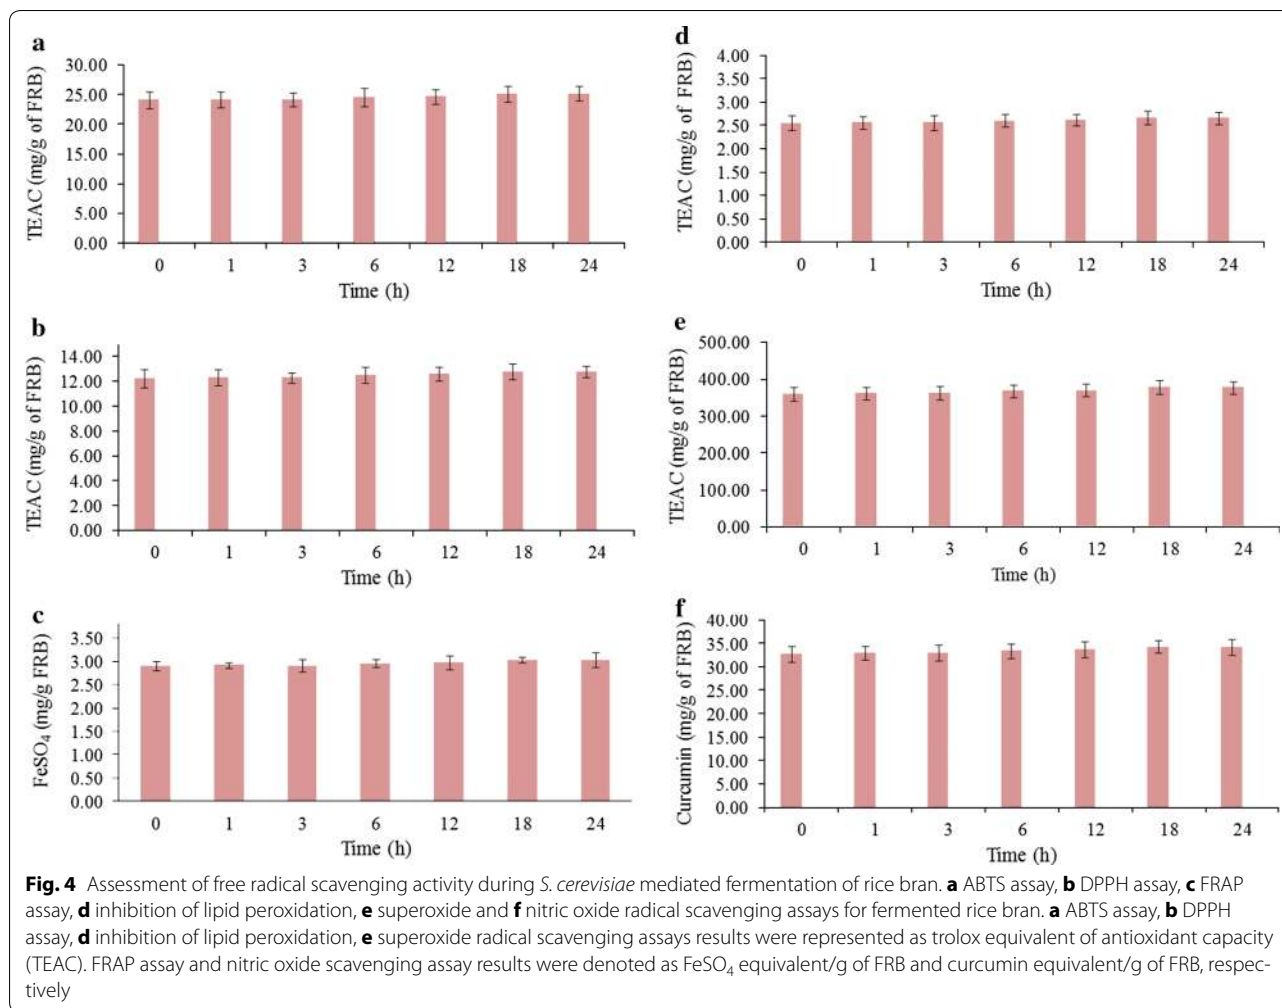 a
TEAC (mg/g of FRB)
30.00
25.00
20.00
15.00
10.00
5.00
0.00
0 1 3 6 12 18 24
Time (h)
b
TEAC (mg/g of FRB)
14.00
12.00
10.00
8.00
6.00
4.00
2.00
0.00
0 1 3 6 12 18 24
Time (h)
c
FeSO₄ (mg/g FRB)
3.50
3.00
2.50
2.00
1.50
1.00
0.50
0.00
0 1 3 6 12 18 24
Time (h)
d
TEAC (mg/g of FRB)
4.00
3.50
3.00
2.50
2.00
1.50
1.00
0.50
0.00
0 1 3 6 12 18 24
Time (h)
e
TEAC (mg/g of FRB)
500.00
400.00
300.00
200.00
100.00
0.00
0 1 3 6 12 18 24
Time (h)
f
Curcumin (mg/g of FRB)
40.00
35.00
30.00
25.00
20.00
15.00
10.00
5.00
0.00
0 1 3 6 12 18 24
Time (h)
Fig. 4 Assessment of free radical scavenging activity during S. cerevisiae mediated fermentation of rice bran. a ABTS assay, b DPPH assay, c FRAP
assay, d inhibition of lipid peroxidation, e superoxide and f nitric oxide radical scavenging assays for fermented rice bran. a ABTS assay, b DPPH
assay, d inhibition of lipid peroxidation, e superoxide radical scavenging assays results were represented as trolox equivalent of antioxidant capacity
(TEAC). FRAP assay and nitric oxide scavenging assay results were denoted as FeSO₄ equivalent/g of FRB and curcumin equivalent/g of FRB, respec-
tively